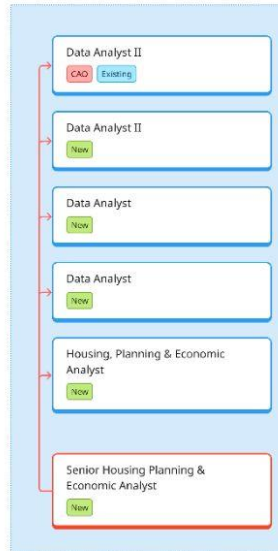 Data Analyst II
CAO Existing
Data Analyst II
New
Data Analyst
New
Data Analyst
New
Housing, Planning & Economic
Analyst
New
Senior Housing Planning &
Economic Analyst
New